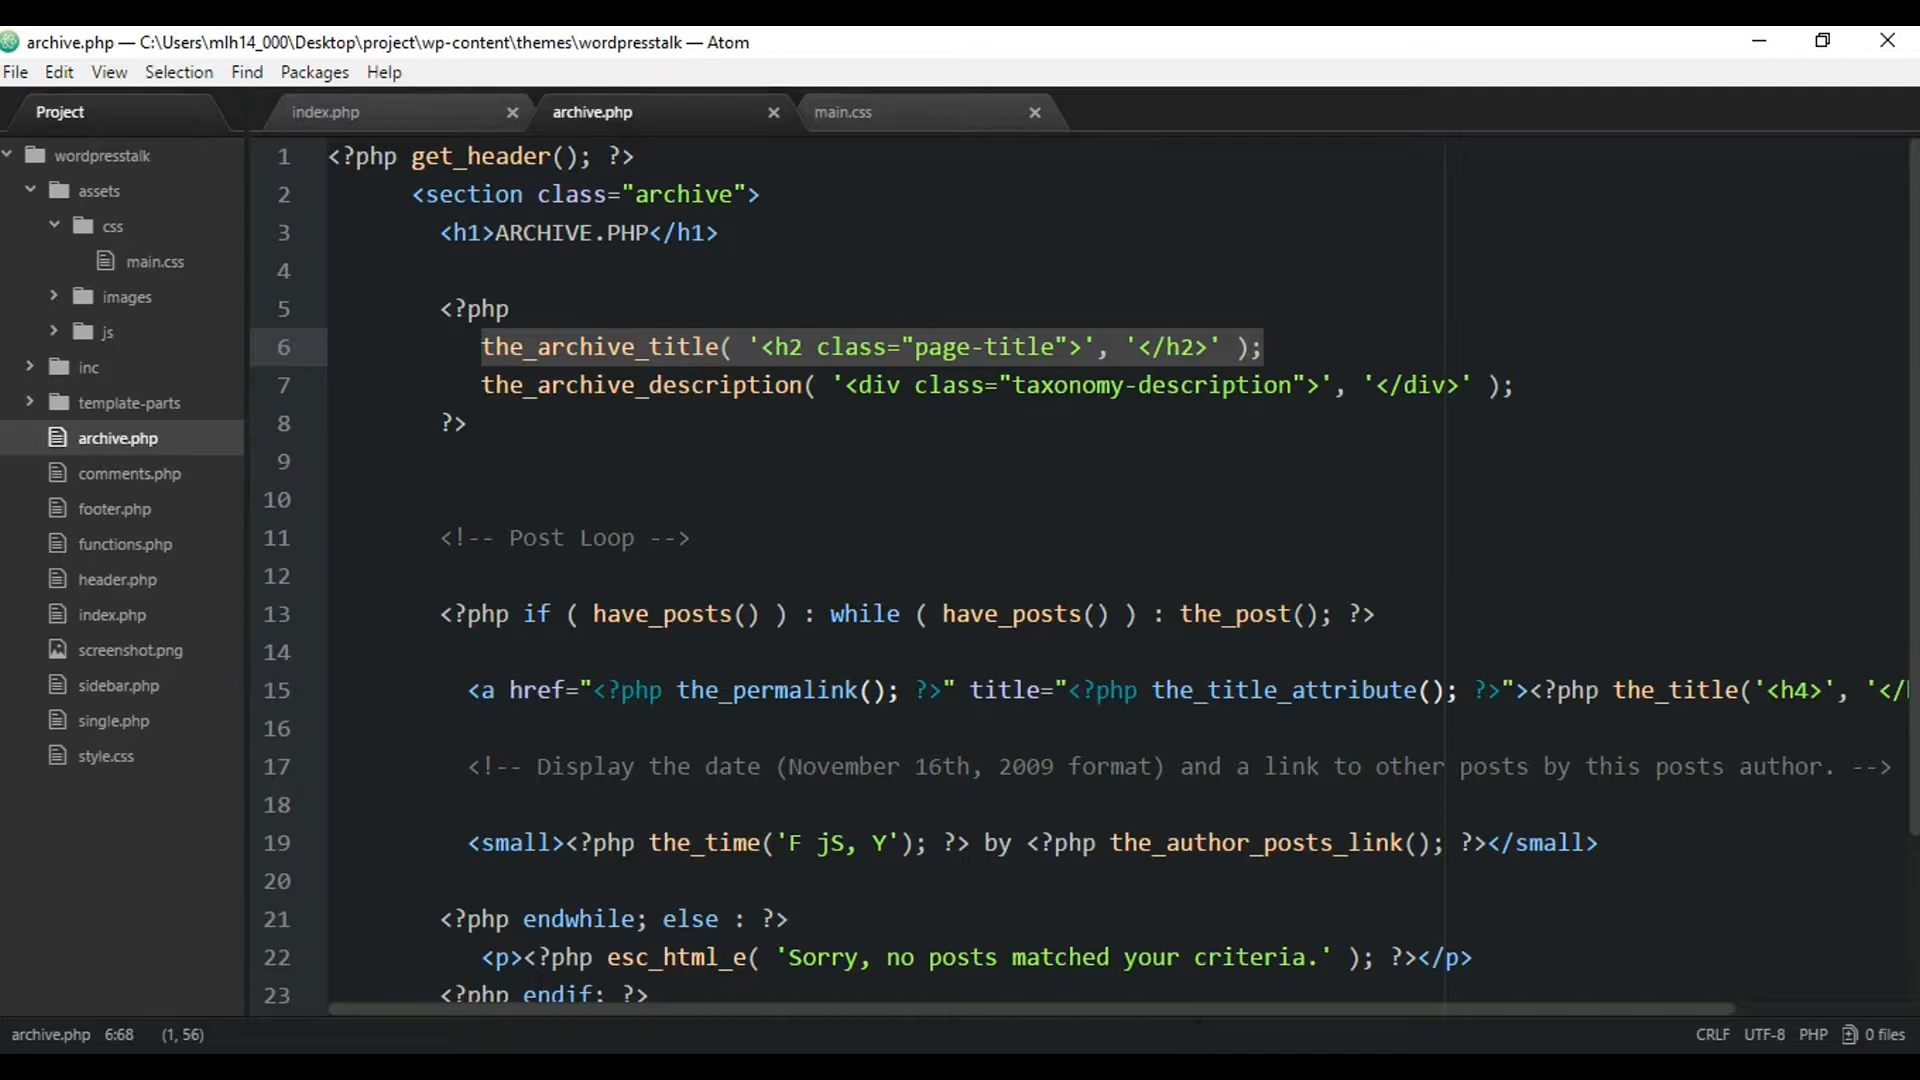 archive.php — C:\Users\mlh14_000\Desktop\project\wp-content\themes\wordpresstalk — Atom
File Edit View Selection Find Packages Help
Project
index.php
archive.php
main.css
wordpresstalk
assets
css
main.css
images
js
inc
template-parts
archive.php
comments.php
footer.php
functions.php
header.php
index.php
screenshot.png
sidebar.php
single.php
style.css
1 <?php get_header(); ?>
2 <section class="archive">
3 <h1>ARCHIVE.PHP</h1>
4
5 <?php
6 the_archive_title( '<h2 class="page-title">', '</h2>' );
7 the_archive_description( '<div class="taxonomy-description">', '</div>' );
8 ?>
9
10
11 <!-- Post Loop -->
12
13 <?php if ( have_posts() ) : while ( have_posts() ) : the_post(); ?>
14
15 <a href="<?php the_permalink(); ?>" title="<?php the_title_attribute(); ?>"><?php the_title('<h4>', '</
16
17 <!-- Display the date (November 16th, 2009 format) and a link to other posts by this posts author. -->
18
19 <small><?php the_time('F jS, Y'); ?> by <?php the_author_posts_link(); ?></small>
20
21 <?php endwhile; else : ?>
22 <p><?php esc_html_e( 'Sorry, no posts matched your criteria.' ); ?></p>
23 <?php endif; ?>
archive.php 6:68 (1, 56)
CRLF UTF-8 PHP 0 files